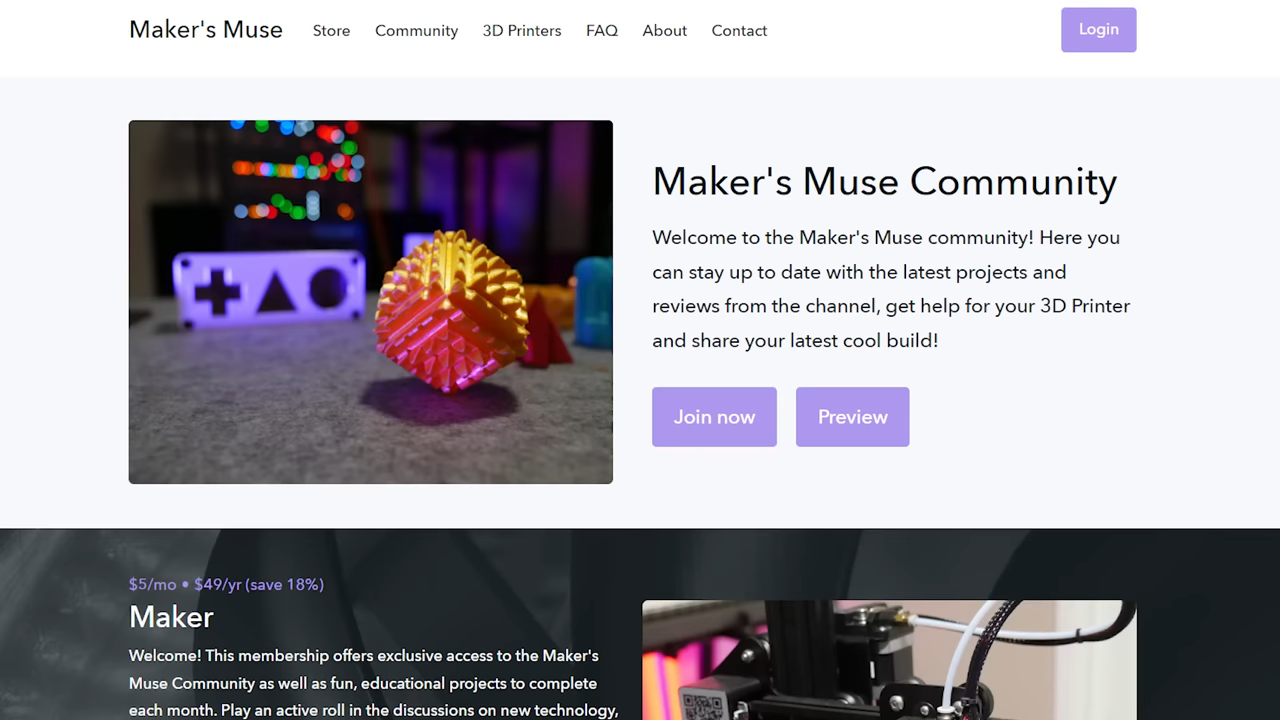 Maker's Muse Store Community 3D Printers FAQ About Contact Login
Maker's Muse Community
Welcome to the Maker's Muse community! Here you
can stay up to date with the latest projects and
reviews from the channel, get help for your 3D Printer
and share your latest cool build!
Join now Preview
$5/mo • $49/yr (save 18%)
Maker
Welcome! This membership offers exclusive access to the Maker's
Muse Community as well as fun, educational projects to complete
each month. Play an active roll in the discussions on new technology,